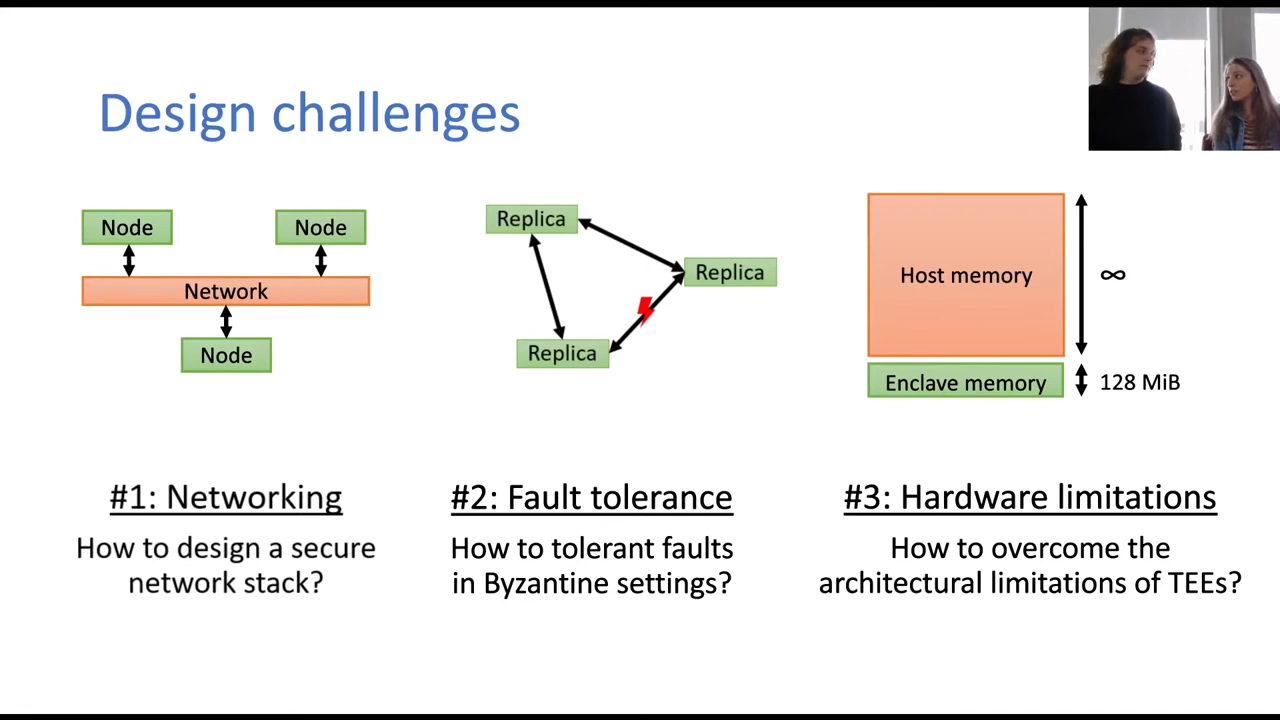 Design challenges
Node
Node
Network
Node
Replica
Replica
Replica
Host memory
∞
Enclave memory
128 MiB
#1: Networking
How to design a secure
network stack?
#2: Fault tolerance
How to tolerant faults
in Byzantine settings?
#3: Hardware limitations
How to overcome the
architectural limitations of TEEs?